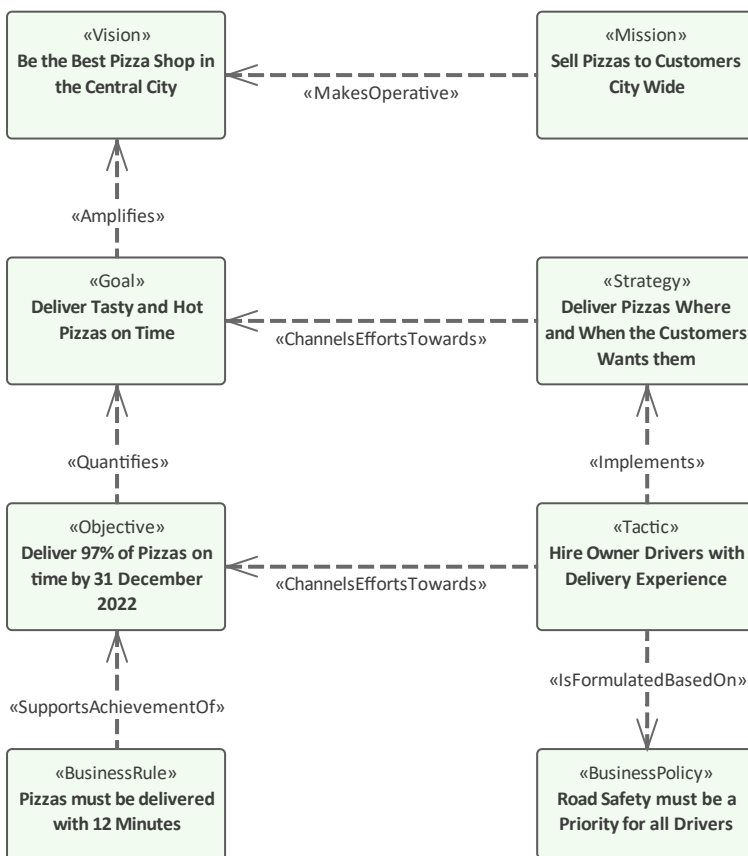 «Vision»
Be the Best Pizza Shop in
the Central City
«MakesOperative»
«Mission»
Sell Pizzas to Customers
City Wide
«Amplifies»
«Goal»
Deliver Tasty and Hot
Pizzas on Time
«ChannelsEffortsTowards»
«Strategy»
Deliver Pizzas Where
and When the Customers
Wants them
«Quantifies»
«Implements»
«Objective»
Deliver 97% of Pizzas on
time by 31 December
2022
«ChannelsEffortsTowards»
«Tactic»
Hire Owner Drivers with
Delivery Experience
«SupportsAchievementOf»
«IsFormulatedBasedOn»
«BusinessRule»
Pizzas must be delivered
with 12 Minutes
«BusinessPolicy»
Road Safety must be a
Priority for all Drivers